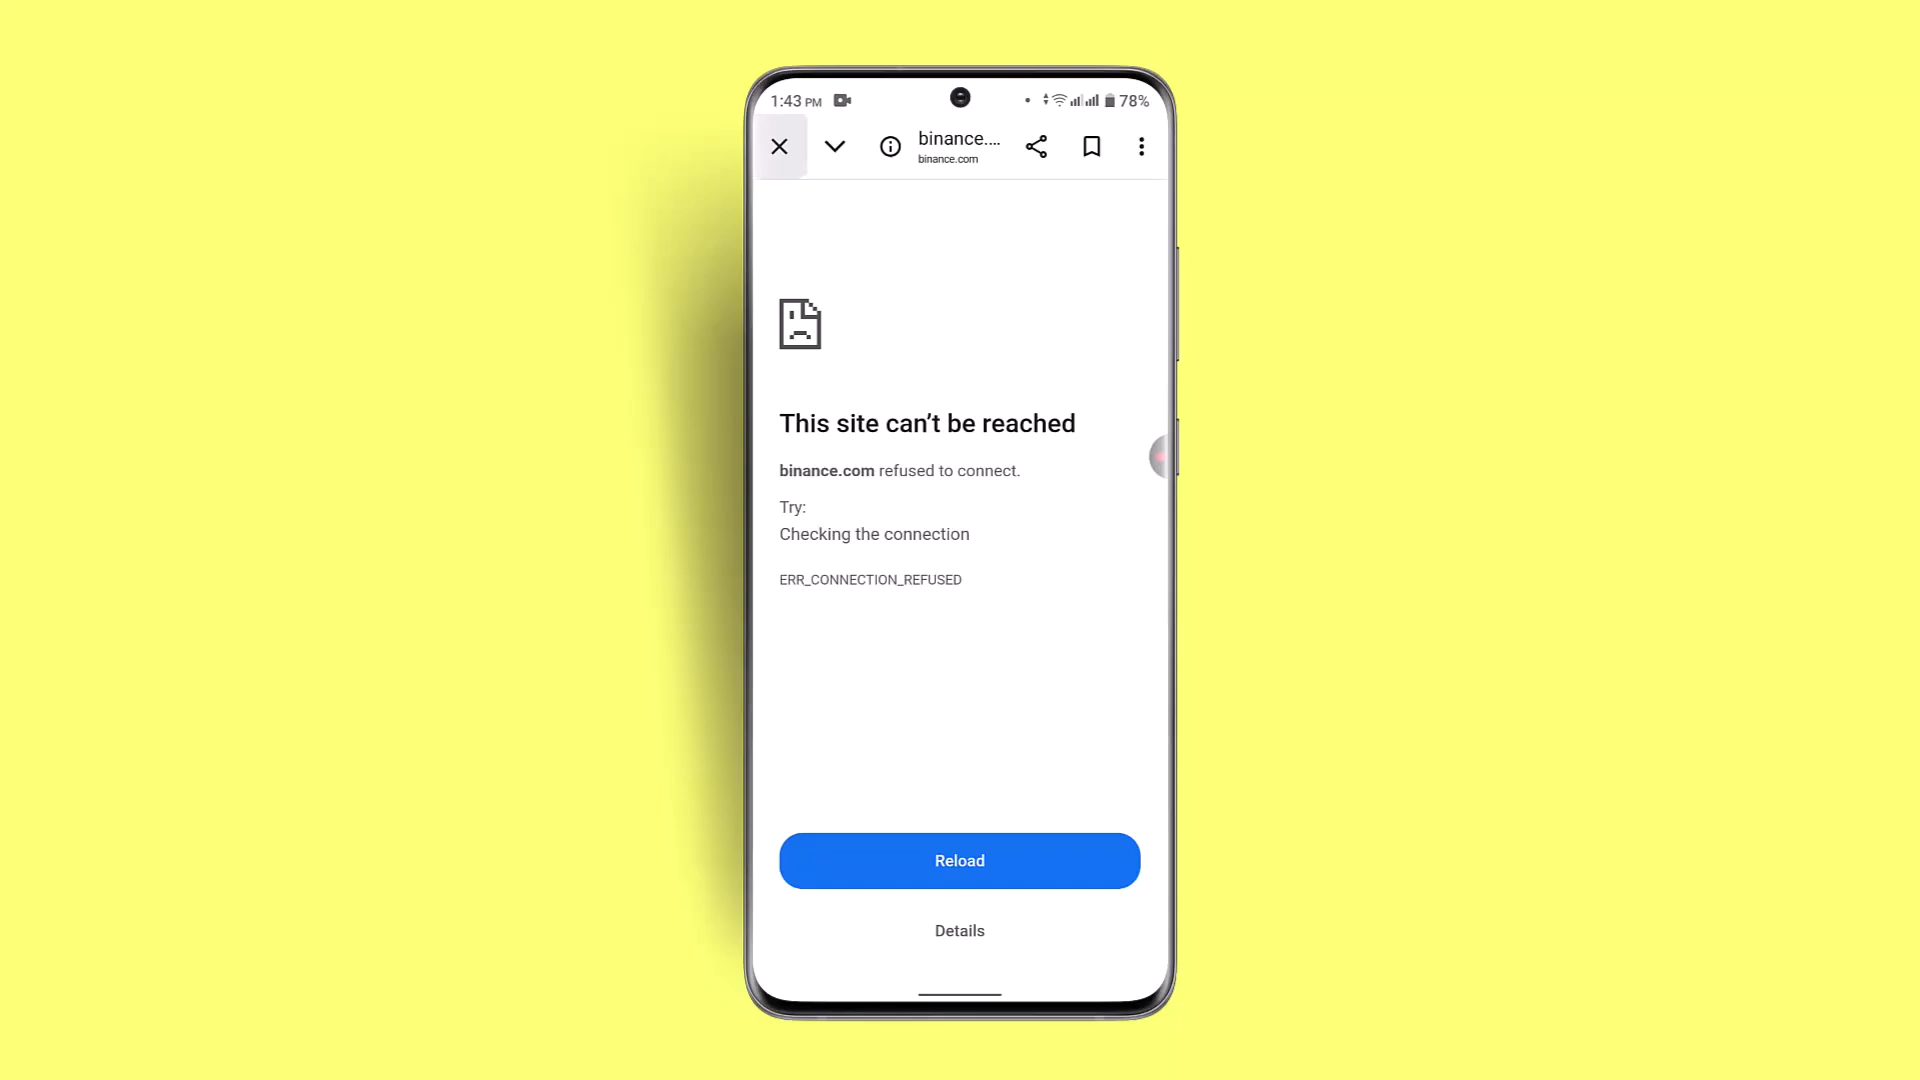 1:43 PM
78%
binance....
binance.com
This site can’t be reached
binance.com refused to connect.
Try:
Checking the connection
ERR_CONNECTION_REFUSED
Reload
Details